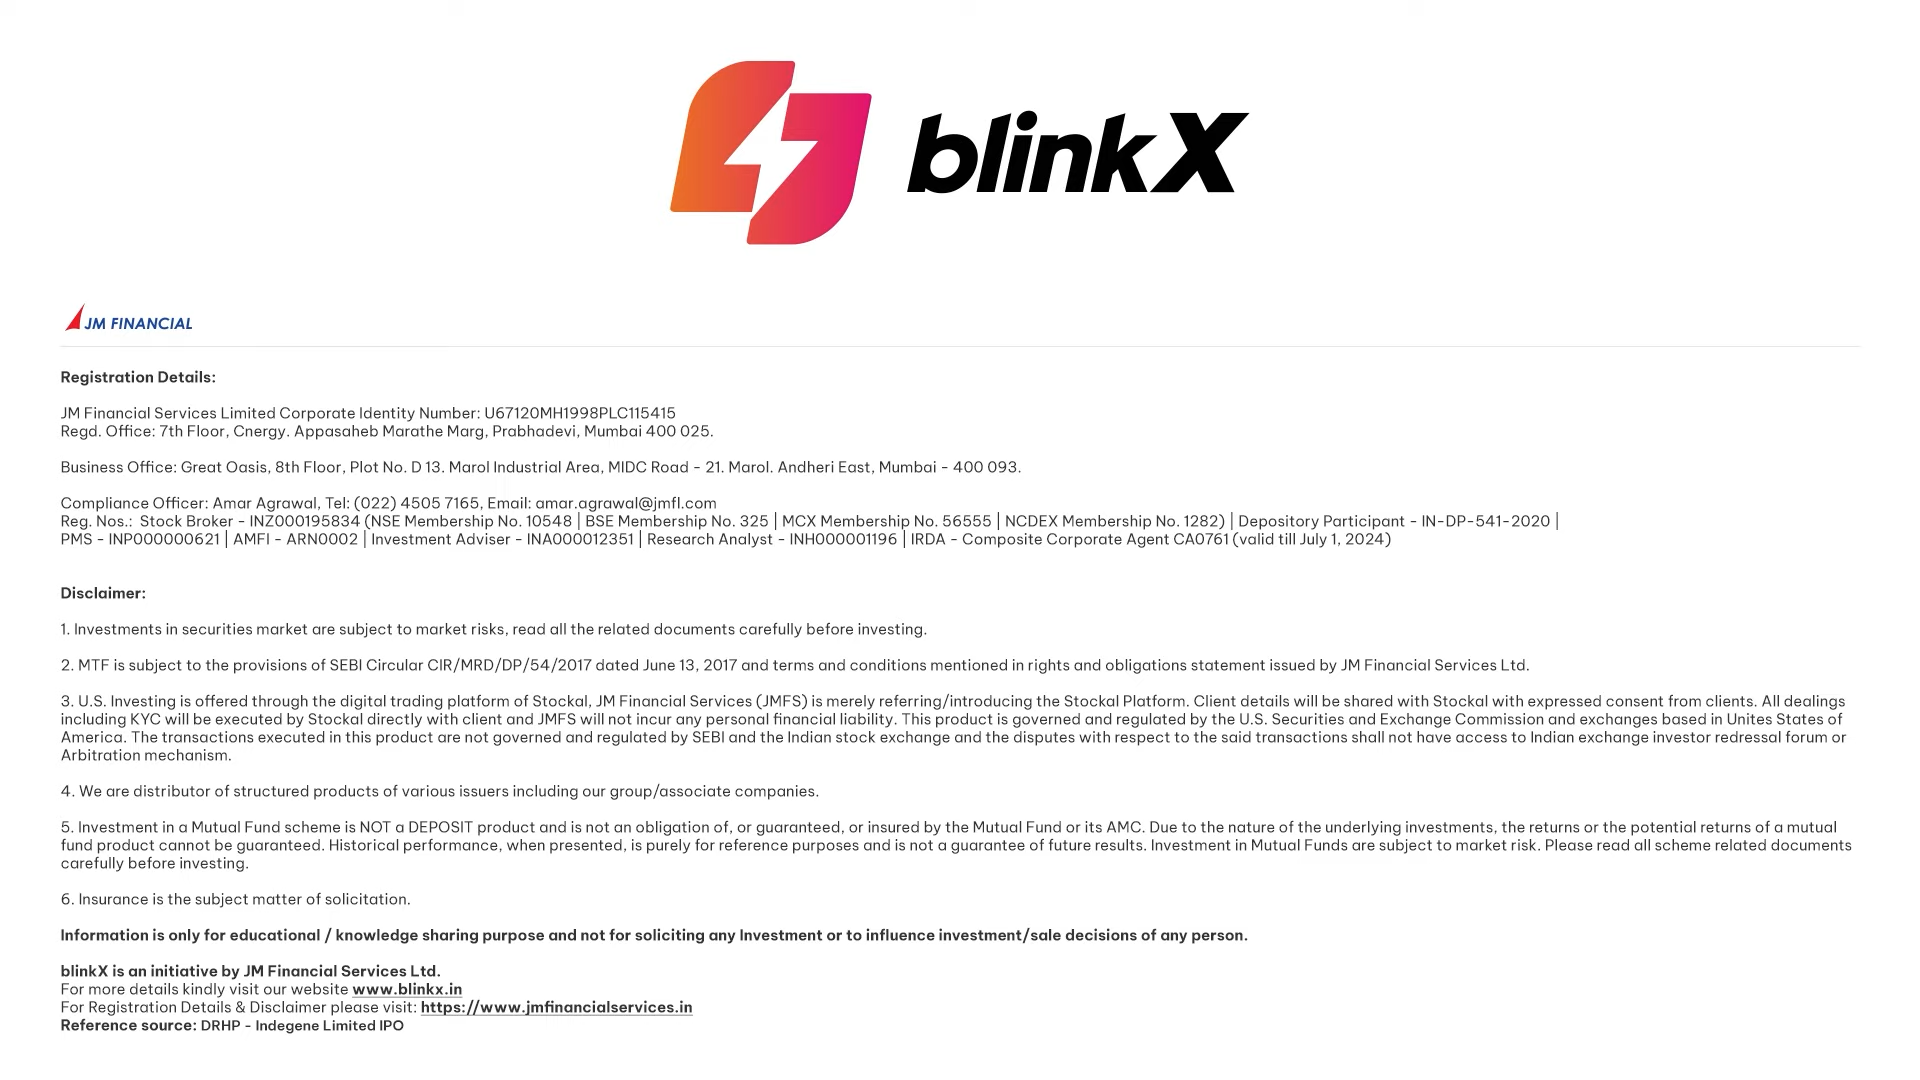 blinkX
JM FINANCIAL
Registration Details:
JM Financial Services Limited Corporate Identity Number: U67120MH1998PLC115415
Regd. Office: 7th Floor, Cnergy. Appasaheb Marathe Marg, Prabhadevi, Mumbai 400 025.
Business Office: Great Oasis, 8th Floor, Plot No. D 13. Marol Industrial Area, MIDC Road - 21. Marol. Andheri East, Mumbai - 400 093.
Compliance Officer: Amar Agrawal, Tel: (022) 4505 7165, Email: amar.agrawal@jmfl.com
Reg. Nos.: Stock Broker - INZ000195834 (NSE Membership No. 10548 | BSE Membership No. 325 | MCX Membership No. 56555 | NCDEX Membership No. 1282) | Depository Participant - IN-DP-541-2020 |
PMS - INP000000621 | AMFI - ARN0002 | Investment Adviser - INA000012351 | Research Analyst - INH000001196 | IRDA - Composite Corporate Agent CA0761 (valid till July 1, 2024)
Disclaimer:
1. Investments in securities market are subject to market risks, read all the related documents carefully before investing.
2. MTF is subject to the provisions of SEBI Circular CIR/MRD/DP/54/2017 dated June 13, 2017 and terms and conditions mentioned in rights and obligations statement issued by JM Financial Services Ltd.
3. U.S. Investing is offered through the digital trading platform of Stockal, JM Financial Services (JMFS) is merely referring/introducing the Stockal Platform. Client details will be shared with Stockal with expressed consent from clients. All dealings
including KYC will be executed by Stockal directly with client and JMFS will not incur any personal financial liability. This product is governed and regulated by the U.S. Securities and Exchange Commission and exchanges based in Unites States of
America. The transactions executed in this product are not governed and regulated by SEBI and the Indian stock exchange and the disputes with respect to the said transactions shall not have access to Indian exchange investor redressal forum or
Arbitration mechanism.
4. We are distributor of structured products of various issuers including our group/associate companies.
5. Investment in a Mutual Fund scheme is NOT a DEPOSIT product and is not an obligation of, or guaranteed, or insured by the Mutual Fund or its AMC. Due to the nature of the underlying investments, the returns or the potential returns of a mutual
fund product cannot be guaranteed. Historical performance, when presented, is purely for reference purposes and is not a guarantee of future results. Investment in Mutual Funds are subject to market risk. Please read all scheme related documents
carefully before investing.
6. Insurance is the subject matter of solicitation.
Information is only for educational / knowledge sharing purpose and not for soliciting any Investment or to influence investment/sale decisions of any person.
blinkX is an initiative by JM Financial Services Ltd.
For more details kindly visit our website www.blinkx.in
For Registration Details & Disclaimer please visit: https://www.jmfinancialservices.in
Reference source: DRHP - Indegene Limited IPO